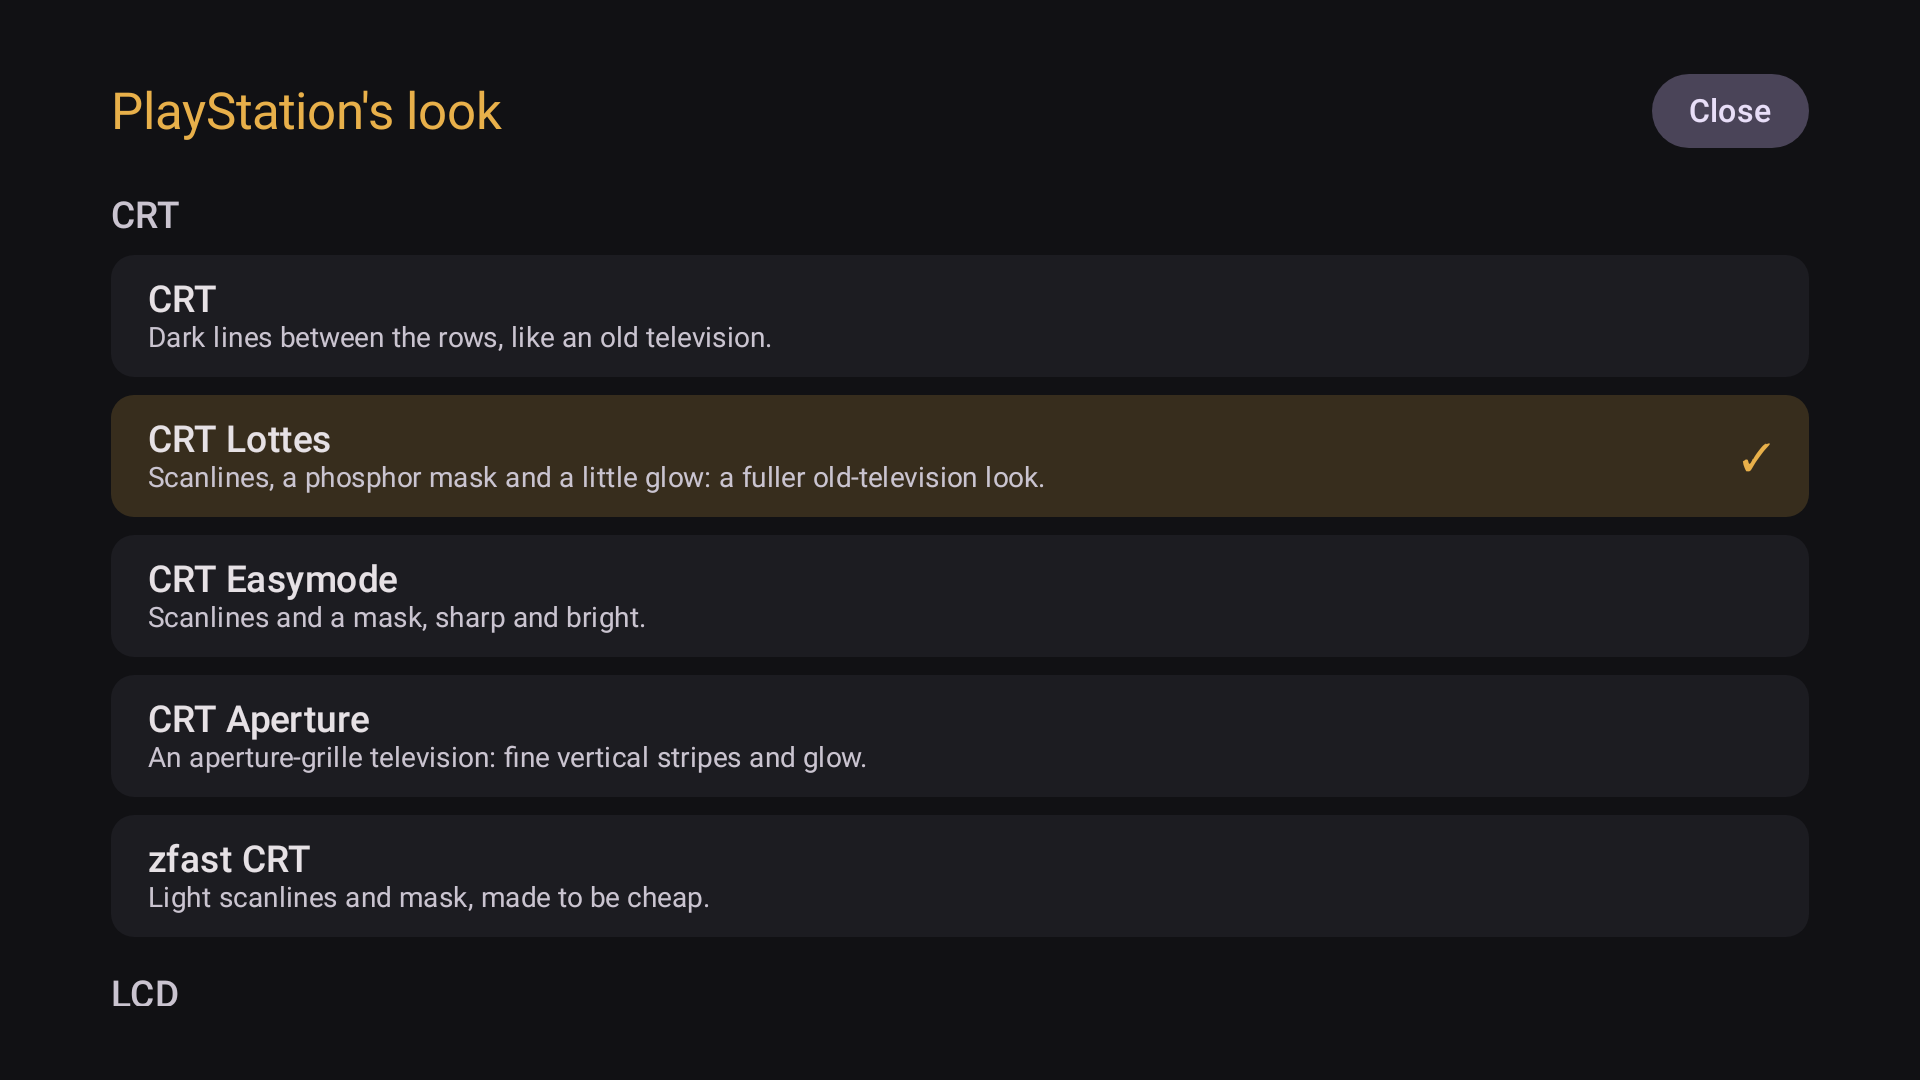 PlayStation's look
Close
CRT
CRT
Dark lines between the rows, like an old television.
CRT Lottes
Scanlines, a phosphor mask and a little glow: a fuller old-television look.
✓
CRT Easymode
Scanlines and a mask, sharp and bright.
CRT Aperture
An aperture-grille television: fine vertical stripes and glow.
zfast CRT
Light scanlines and mask, made to be cheap.
LCD